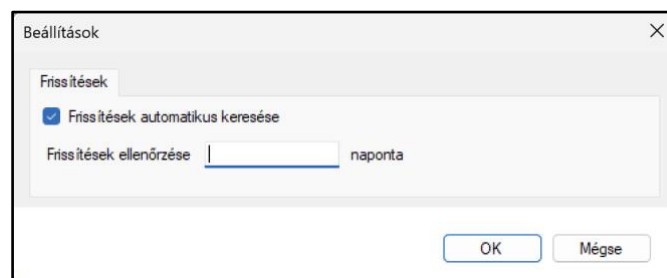 Beállítások
Frissítések
Frissítések automatikus keresése
Frissítések ellenőrzése naponta
OK Mégse